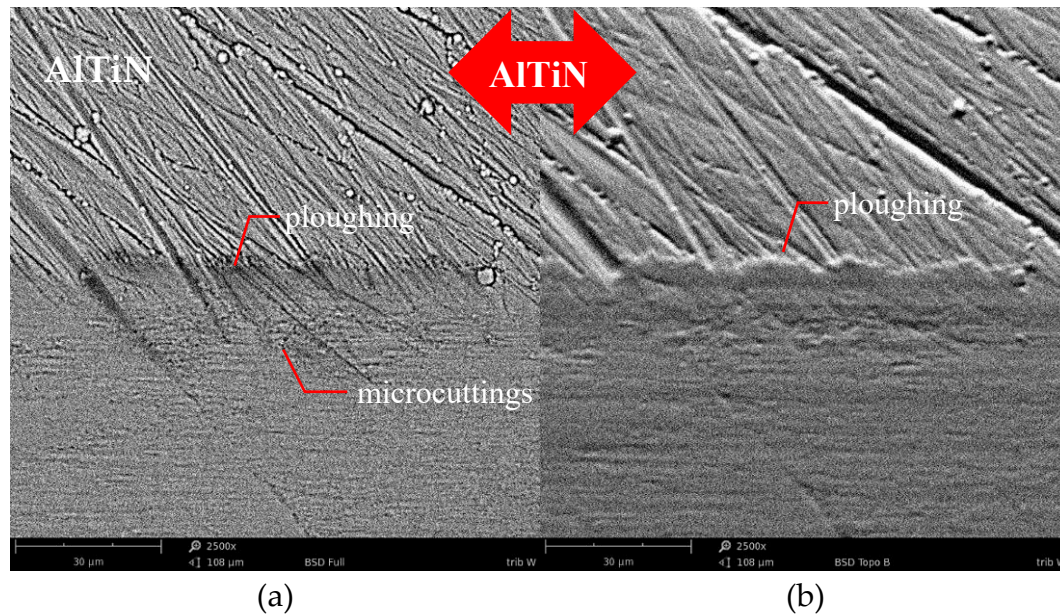 AlTiN
AlTiN
ploughing
ploughing
microcuttings
30 µm
2500x
108 µm
BSD Full
trib W
30 µm
2500x
108 µm
BSD Topo B
trib W
(a)
(b)